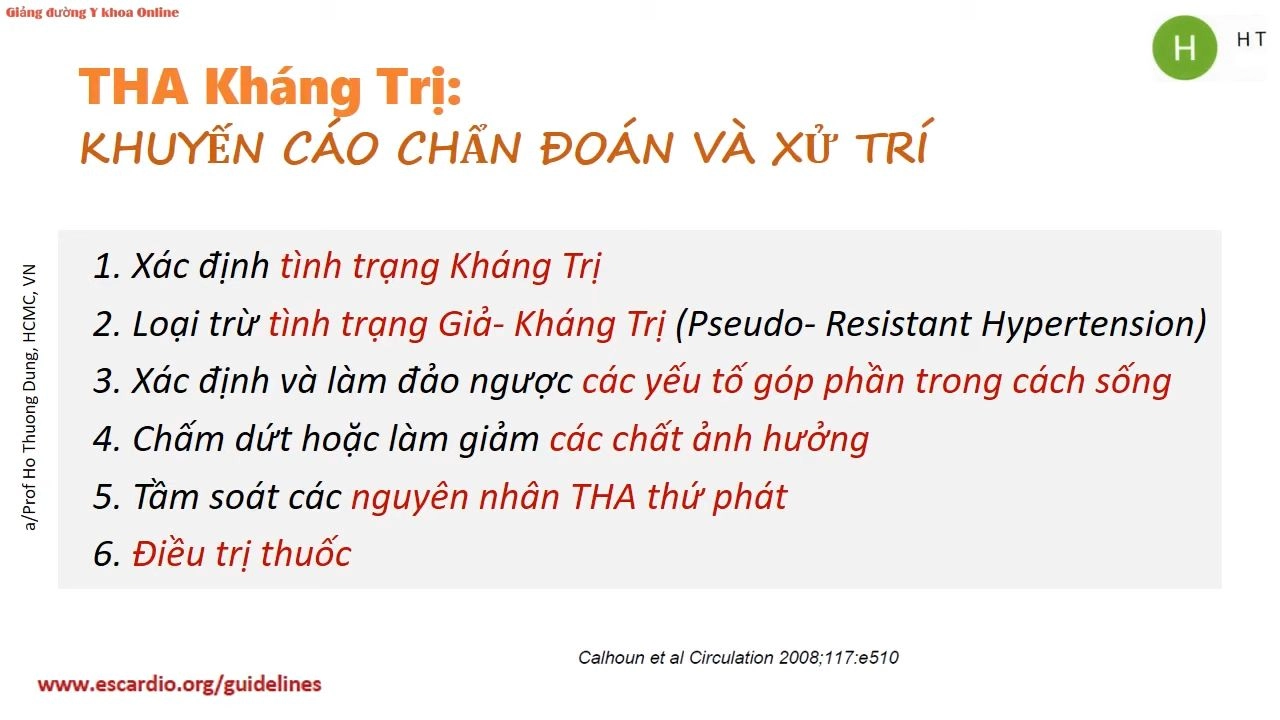 Giảng đường Y khoa Online
H
H T
THA Kháng Trị:
KHUYẾN CÁO CHẨN ĐOÁN VÀ XỬ TRÍ
a/Prof Ho Thuong Dung, HCMC, VN
1. Xác định tình trạng Kháng Trị
2. Loại trừ tình trạng Giả- Kháng Trị (Pseudo- Resistant Hypertension)
3. Xác định và làm đảo ngược các yếu tố góp phần trong cách sống
4. Chấm dứt hoặc làm giảm các chất ảnh hưởng
5. Tầm soát các nguyên nhân THA thứ phát
6. Điều trị thuốc
Calhoun et al Circulation 2008;117:e510
www.escardio.org/guidelines